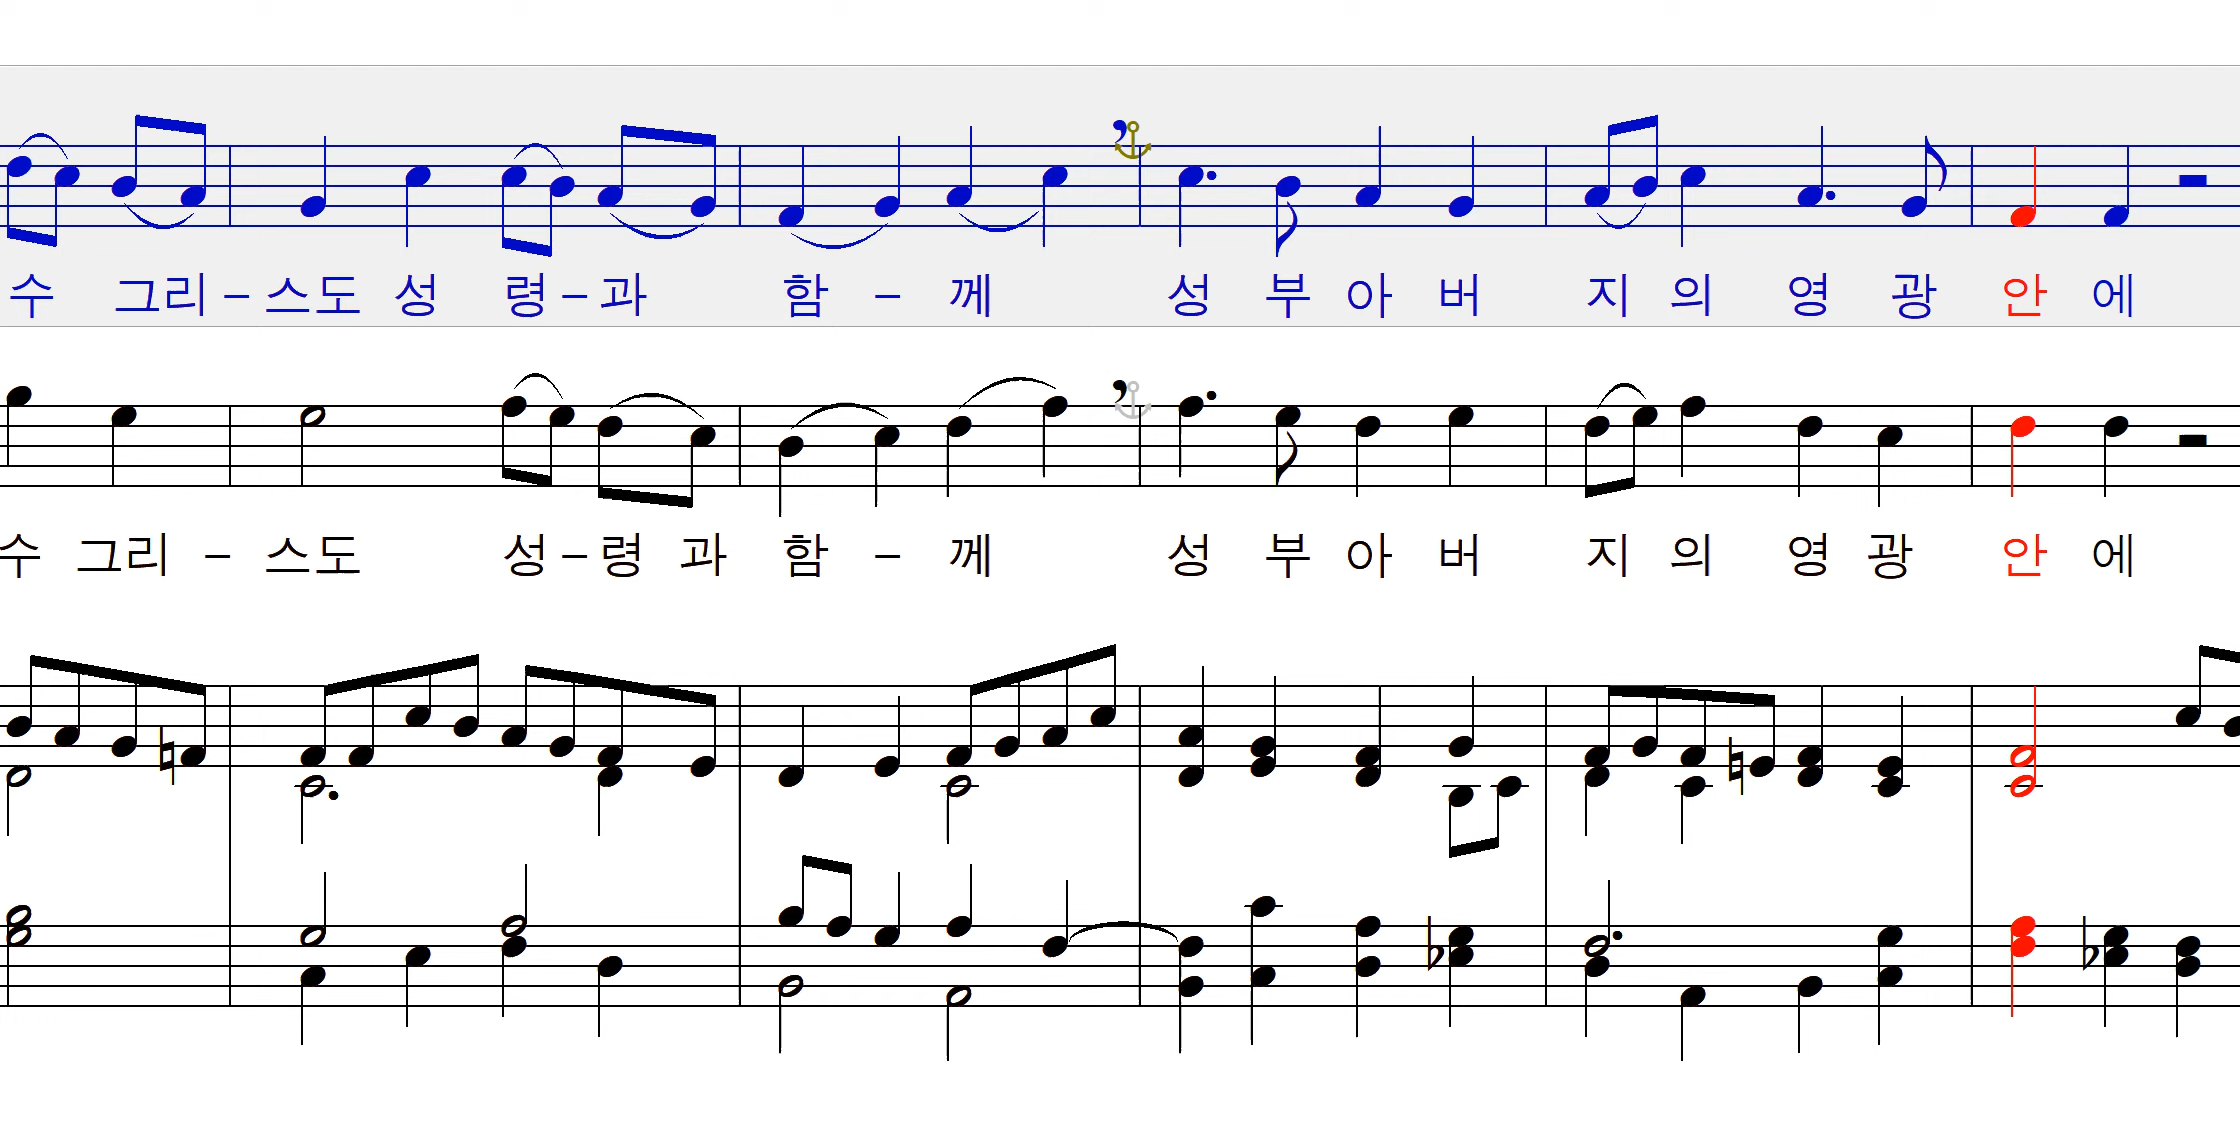 수 그리 – 스도 성 령 – 과 함 – 께 성 부 아 버 지 의 영 광 안 에
수 그리 – 스도 성 – 령 과 함 – 께 성 부 아 버 지 의 영 광 안 에